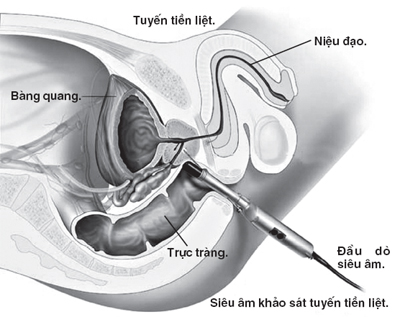 Tuyến tiền liệt.
Niệu đạo.
Bàng quang.
Trực tràng.
Đẩu dò
siêu âm.
Siêu âm khảo sát tuyến tiền liệt.